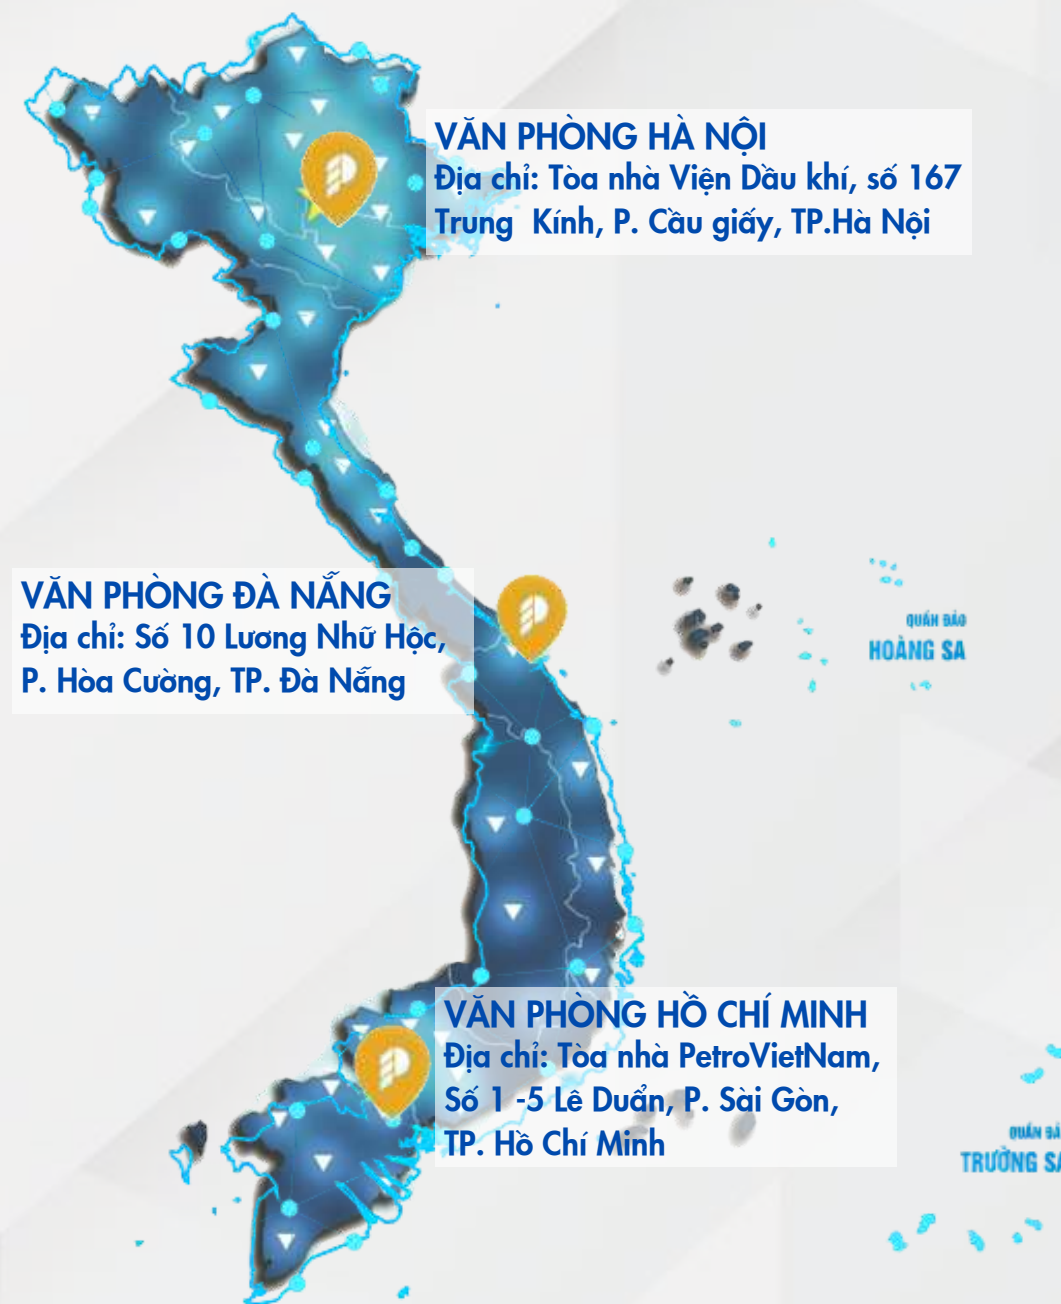 VĂN PHÒNG HÀ NỘI
Địa chỉ: Tòa nhà Viện Dầu khí, số 167
Trung Kính, P. Cầu giấy, TP.Hà Nội
VĂN PHÒNG ĐÀ NẴNG
Địa chỉ: Số 10 Lương Nhữ Hộc,
P. Hòa Cường, TP. Đà Nẵng
QUẦN ĐẢO
HOÀNG SA
VĂN PHÒNG HỒ CHÍ MINH
Địa chỉ: Tòa nhà PetroVietNam,
Số 1 -5 Lê Duẩn, P. Sài Gòn,
TP. Hồ Chí Minh
QUẦN ĐẢ
TRƯỜNG SA